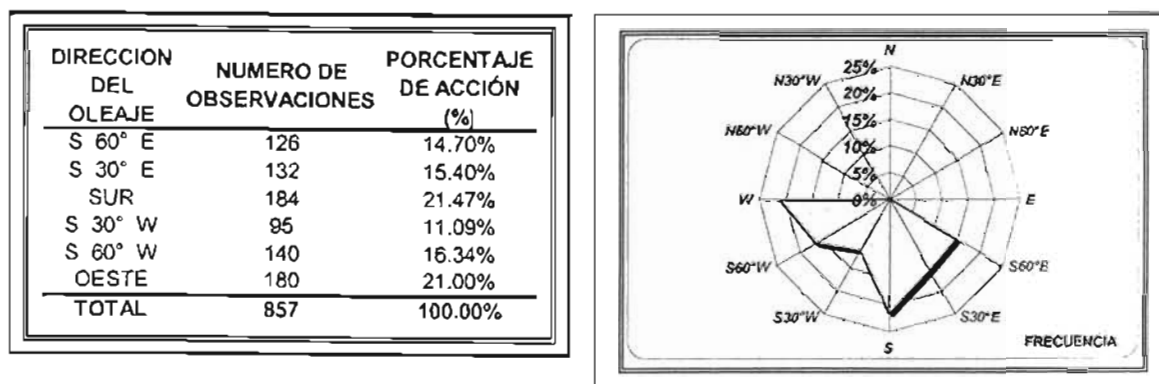 DIRECCION DEL OLEAJE NUMERO DE OBSERVACIONES PORCENTAJE DE ACCIÓN (%)
S 60° E 126 14.70%
S 30° E 132 15.40%
SUR 184 21.47%
S 30° W 95 11.09%
S 60° W 140 16.34%
OESTE 180 21.00%
TOTAL 857 100.00%
N
N30°W 25% N30°E
20%
N60°W 15% N60°E
10%
5%
W 0% E
S60°W S60°E
S30°W S30°E
S
FRECUENCIA